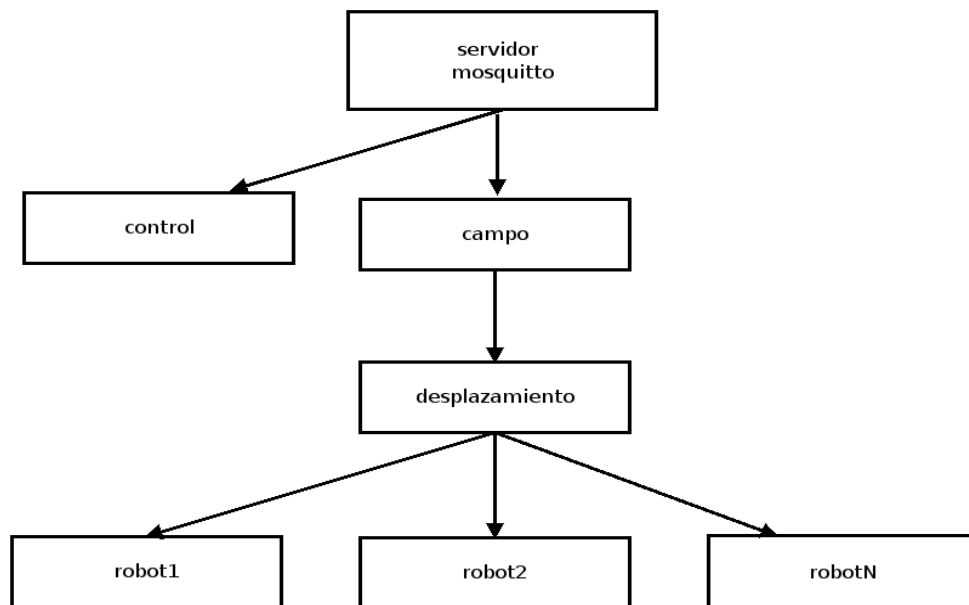 servidor
mosquitto
control
campo
desplazamiento
robot1
robot2
robotN